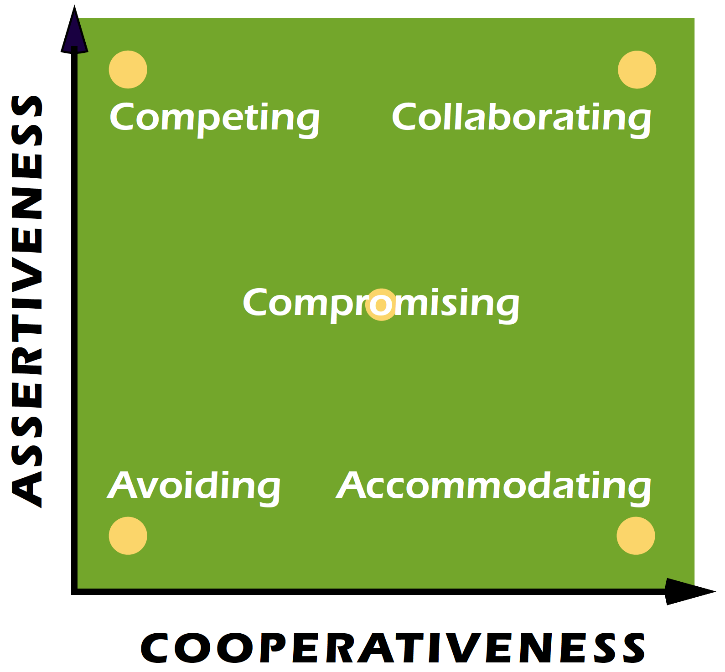 ASSERTIVENESS
Competing
Collaborating
Compromising
Avoiding
Accommodating
COOPERATIVENESS